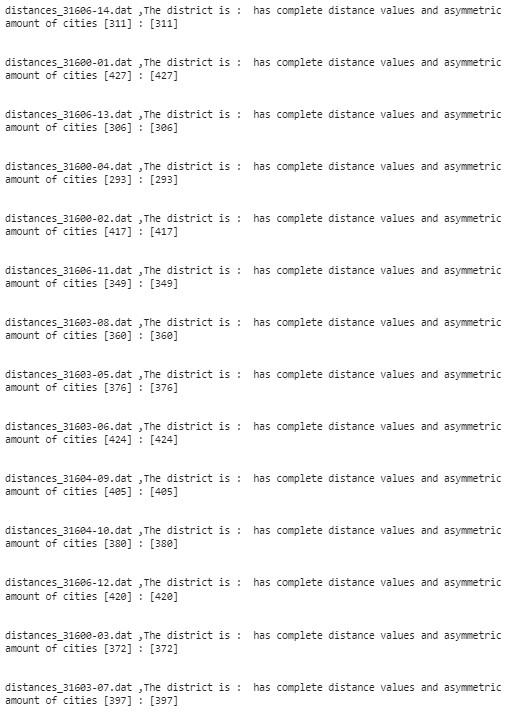 distances_31606-14.dat ,The district is :  has complete distance values and asymmetric
amount of cities [311] : [311]
distances_31600-01.dat ,The district is :  has complete distance values and asymmetric
amount of cities [427] : [427]
distances_31606-13.dat ,The district is :  has complete distance values and asymmetric
amount of cities [306] : [306]
distances_31600-04.dat ,The district is :  has complete distance values and asymmetric
amount of cities [293] : [293]
distances_31600-02.dat ,The district is :  has complete distance values and asymmetric
amount of cities [417] : [417]
distances_31606-11.dat ,The district is :  has complete distance values and asymmetric
amount of cities [349] : [349]
distances_31603-08.dat ,The district is :  has complete distance values and asymmetric
amount of cities [360] : [360]
distances_31603-05.dat ,The district is :  has complete distance values and asymmetric
amount of cities [376] : [376]
distances_31603-06.dat ,The district is :  has complete distance values and asymmetric
amount of cities [424] : [424]
distances_31604-09.dat ,The district is :  has complete distance values and asymmetric
amount of cities [405] : [405]
distances_31604-10.dat ,The district is :  has complete distance values and asymmetric
amount of cities [380] : [380]
distances_31606-12.dat ,The district is :  has complete distance values and asymmetric
amount of cities [420] : [420]
distances_31600-03.dat ,The district is :  has complete distance values and asymmetric
amount of cities [372] : [372]
distances_31603-07.dat ,The district is :  has complete distance values and asymmetric
amount of cities [397] : [397]